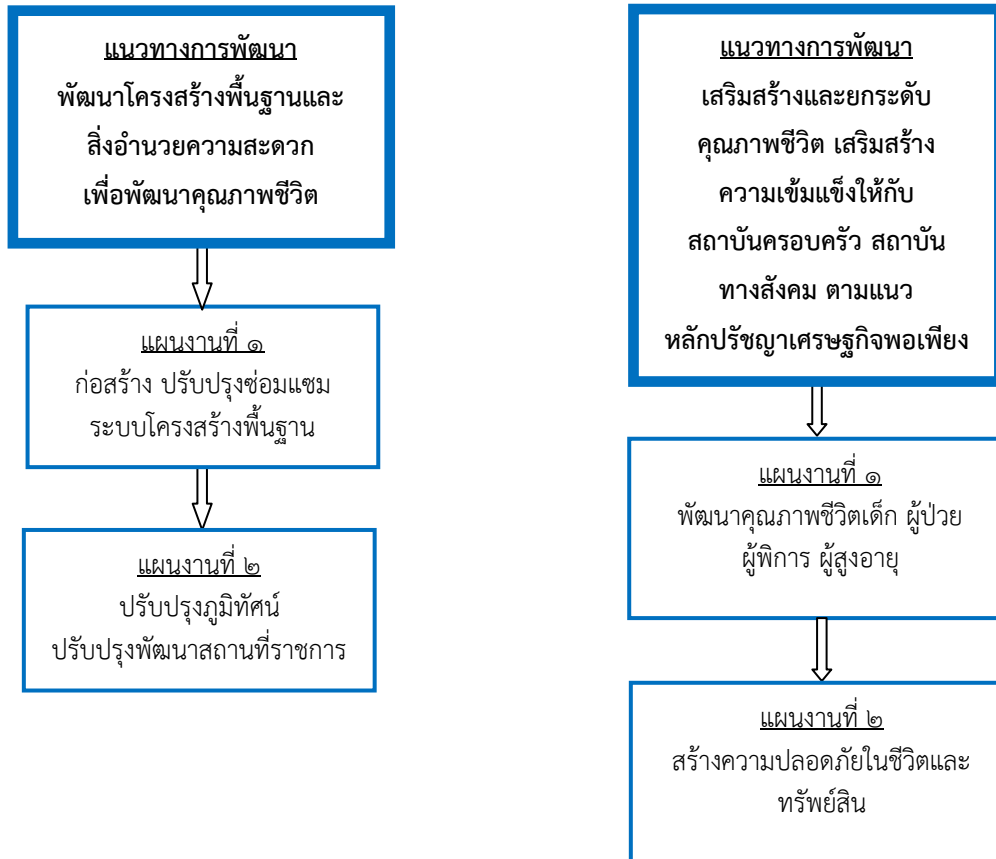 แนวทางการพัฒนา
พัฒนาโครงสร้างพื้นฐานและ
สิ่งอำนวยความสะดวก
เพื่อพัฒนาคุณภาพชีวิต
แผนงานที่ ๑
ก่อสร้าง ปรับปรุงซ่อมแซม
ระบบโครงสร้างพื้นฐาน
แผนงานที่ ๒
ปรับปรุงภูมิทัศน์
ปรับปรุงพัฒนาสถานที่ราชการ
แนวทางการพัฒนา
เสริมสร้างและยกระดับ
คุณภาพชีวิต เสริมสร้าง
ความเข้มแข็งให้กับ
สถาบันครอบครัว สถาบัน
ทางสังคม ตามแนว
หลักปรัชญาเศรษฐกิจพอเพียง
แผนงานที่ ๑
พัฒนาคุณภาพชีวิตเด็ก ผู้ป่วย
ผู้พิการ ผู้สูงอายุ
แผนงานที่ ๒
สร้างความปลอดภัยในชีวิตและ
ทรัพย์สิน